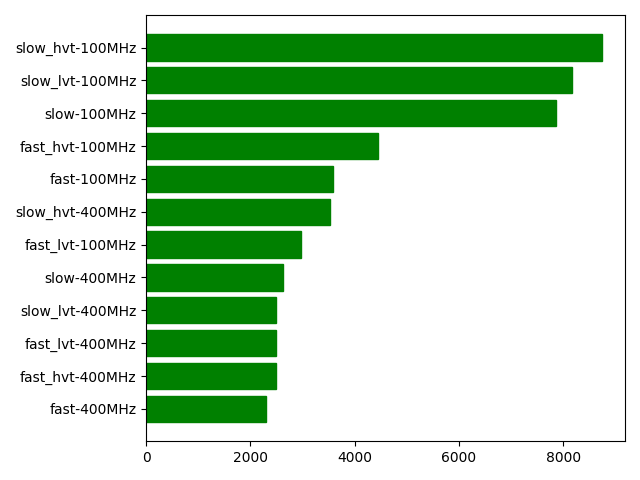 slow_hvt-100MHz
slow_lvt-100MHz
slow-100MHz
fast_hvt-100MHz
fast-100MHz
slow_hvt-400MHz
fast_lvt-100MHz
slow-400MHz
slow_lvt-400MHz
fast_lvt-400MHz
fast_hvt-400MHz
fast-400MHz
0 2000 4000 6000 8000